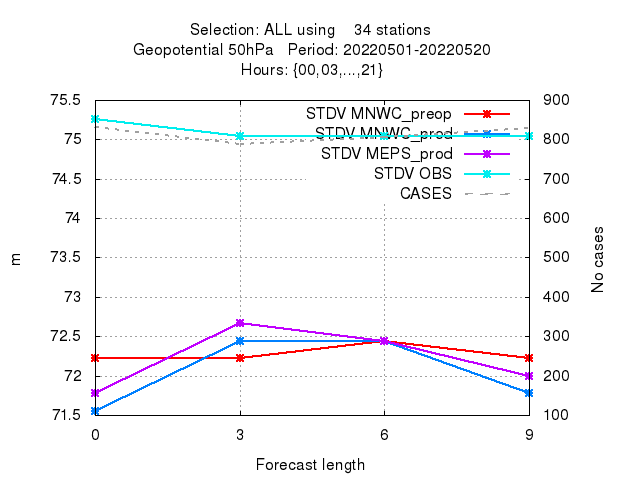 Selection: ALL using    34 stations
Geopotential 50hPa   Period: 20220501-20220520
Hours: {00,03,...,21}
75.5
75
74.5
74
73.5
73
72.5
72
71.5
m
STDV MNWC_preop
STDV MNWC_prod
STDV MEPS_prod
STDV OBS
CASES
900
800
700
600
500
400
300
200
100
No cases
0 3 6 9
Forecast length